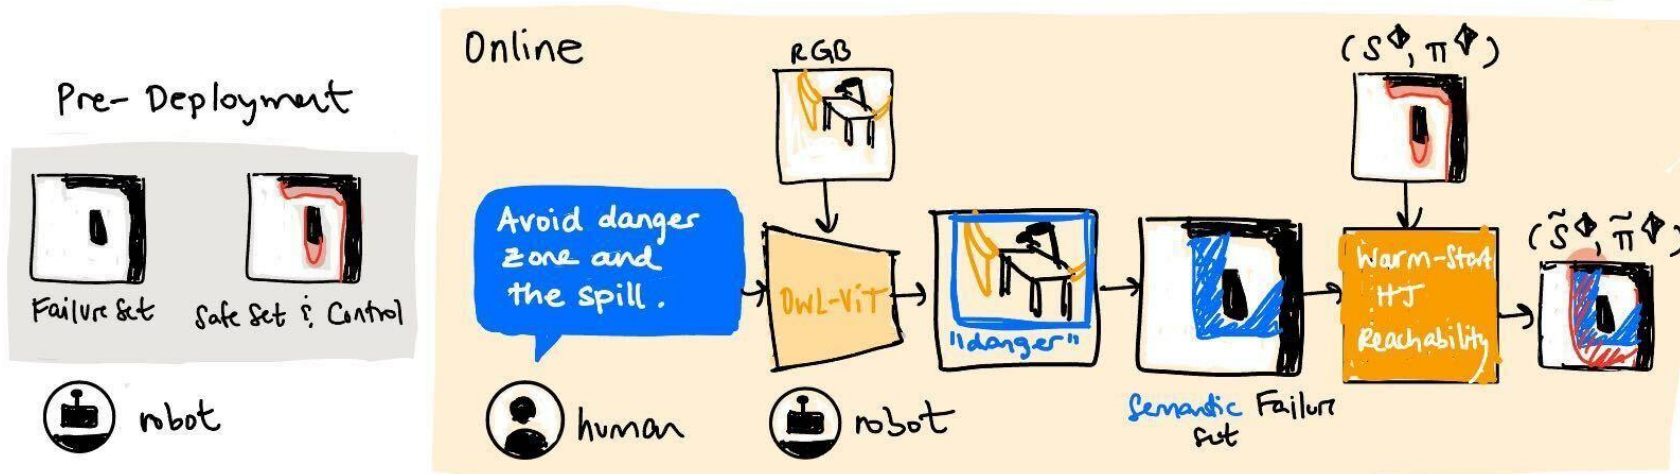 Pre-Deployment
Failure Set
Safe Set & Control
robot
Online
RGB
Avoid danger
zone and
the spill.
OWL-ViT
"danger"
Semantic Failure
Set
(S◆, π◆)
Warm-Start
HJ
Reachability
(S̃◆, π̃◆)
human
robot